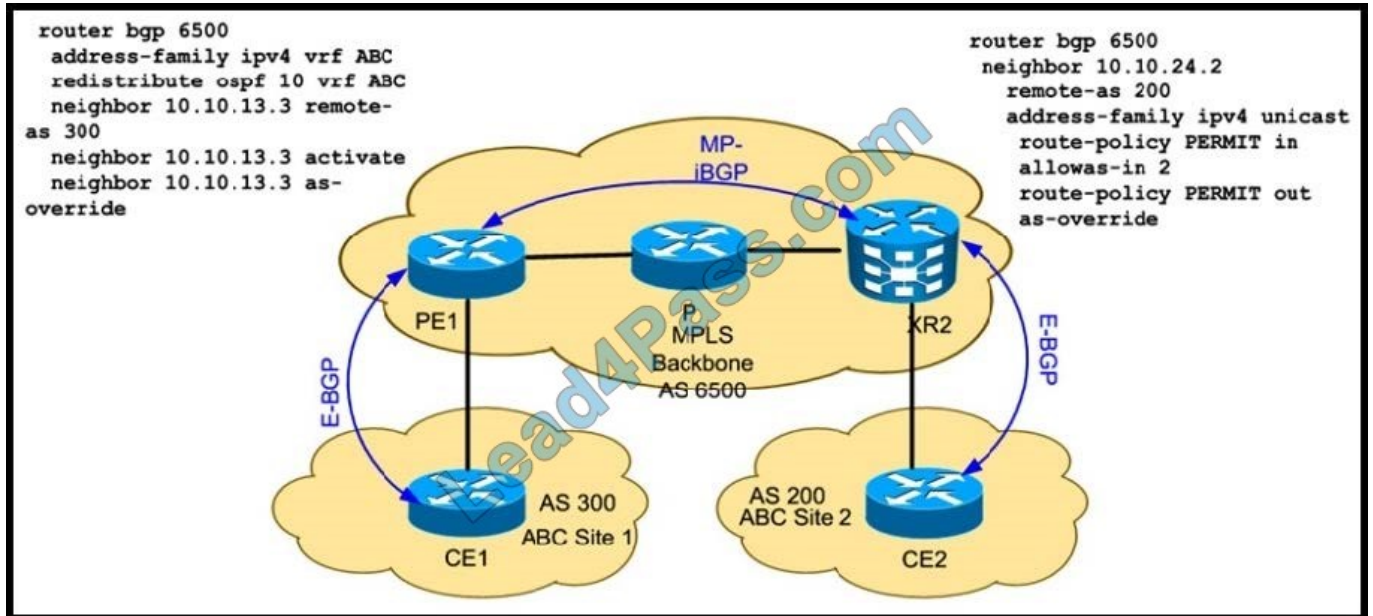 router bgp 6500
address-family ipv4 vrf ABC
redistribute ospf 10 vrf ABC
neighbor 10.10.13.3 remote-
as 300
neighbor 10.10.13.3 activate
neighbor 10.10.13.3 as-
override
router bgp 6500
neighbor 10.10.24.2
remote-as 200
address-family ipv4 unicast
route-policy PERMIT in
allowas-in 2
route-policy PERMIT out
as-override
MP-
iBGP
PE1
P
MPLS
Backbone
AS 6500
XR2
E-BGP
E-BGP
AS 300
ABC Site 1
CE1
AS 200
ABC Site 2
CE2
Lead4Pass.com